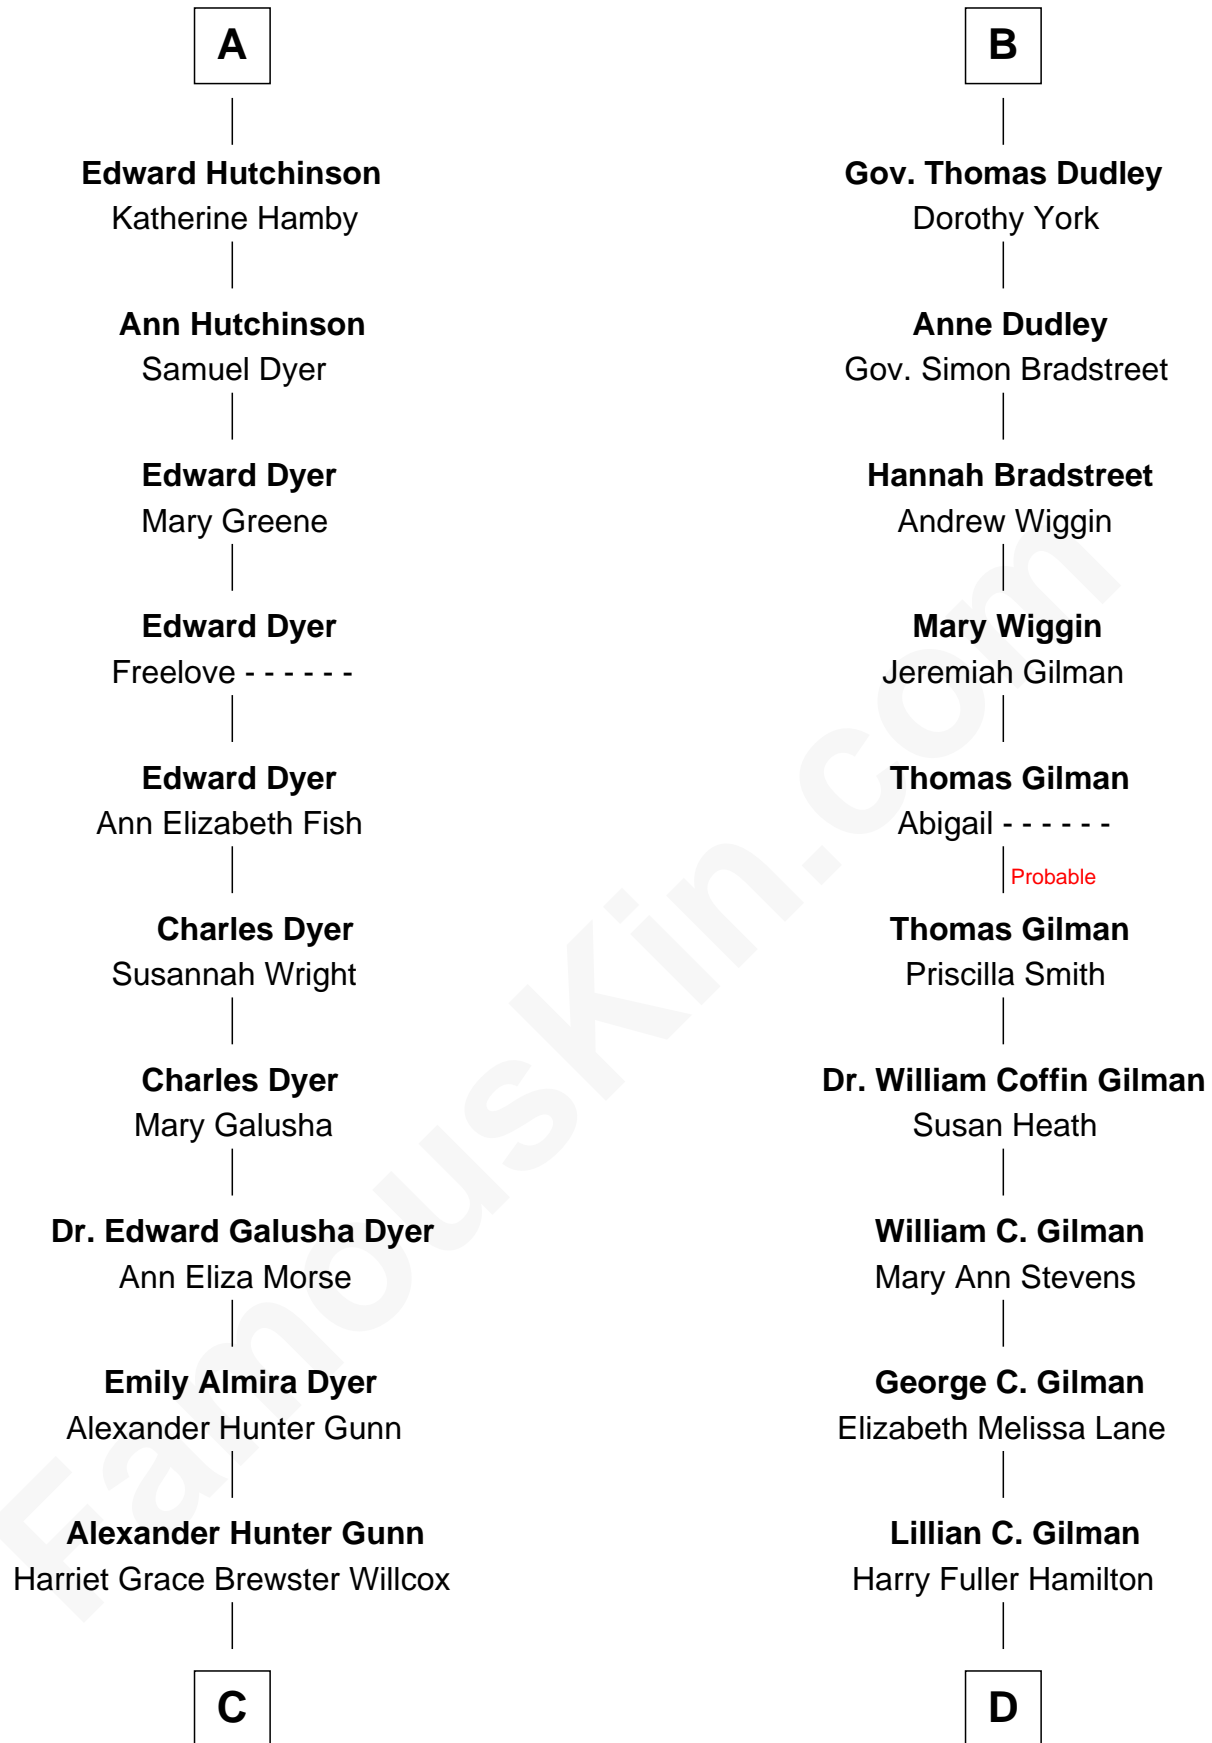 A
Edward Hutchinson
Katherine Hamby
Ann Hutchinson
Samuel Dyer
Edward Dyer
Mary Greene
Edward Dyer
Freelove - - - - - -
Edward Dyer
Ann Elizabeth Fish
Charles Dyer
Susannah Wright
Charles Dyer
Mary Galusha
Dr. Edward Galusha Dyer
Ann Eliza Morse
Emily Almira Dyer
Alexander Hunter Gunn
Alexander Hunter Gunn
Harriet Grace Brewster Willcox
C
B
Gov. Thomas Dudley
Dorothy York
Anne Dudley
Gov. Simon Bradstreet
Hannah Bradstreet
Andrew Wiggin
Mary Wiggin
Jeremiah Gilman
Thomas Gilman
Abigail - - - - - -
Probable
Thomas Gilman
Priscilla Smith
Dr. William Coffin Gilman
Susan Heath
William C. Gilman
Mary Ann Stevens
George C. Gilman
Elizabeth Melissa Lane
Lillian C. Gilman
Harry Fuller Hamilton
D
FamousKin.com